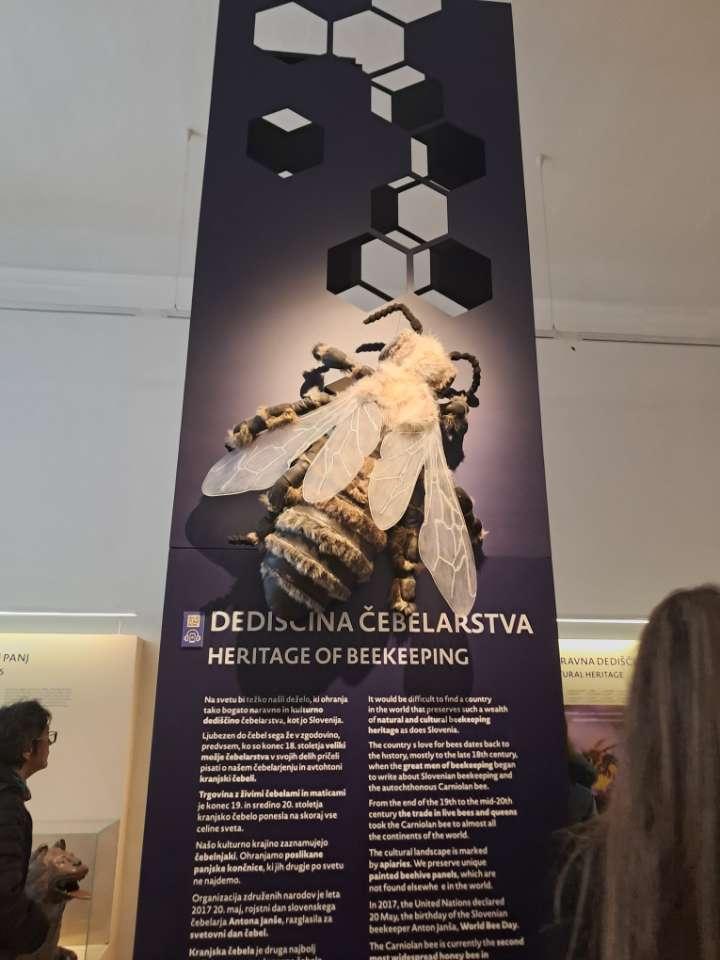 DEDIŠČINA ČEBELARSTVA
HERITAGE OF BEEKEEPING
Na svetu bi težko našli deželo, ki ohranja
tako bogato naravno in kulturno
dediščino čebelarstva, kot jo Slovenija.
Ljubezen do čebel sega že v zgodovino,
predvsem, ko so konec 18. stoletja veliki
možje čebelarstva v svojih delih pričeli
pisati o našem čebelarjenju in avtohtoni
kranjski čebeli.
Trgovina z živimi čebelami in maticami
je konec 19. in sredino 20. stoletja
kranjsko čebelo ponesla na skoraj vse
celine sveta.
Našo kulturno krajino zaznamujejo
čebelnjaki. Ohranjamo poslikane
panjske končnice, ki jih drugje po svetu
ne najdemo.
Organizacija združenih narodov je leta
2017 20. maj, rojstni dan slovenskega
čebelarja Antona Janše, razglasila za
svetovni dan čebel.
Kranjska čebela je druga najbolj
It would be difficult to find a country
in the world that preserves such a wealth
of natural and cultural beekeeping
heritage as does Slovenia.
The country s love for bees dates back to
the history, mostly to the late 18th century,
when the great men of beekeeping began
to write about Slovenian beekeeping and
the autochthonous Carniolan bee.
From the end of the 19th to the mid-20th
century the trade in live bees and queens
took the Carniolan bee to almost all
the continents of the world.
The cultural landscape is marked
by apiaries. We preserve unique
painted beehive panels, which are
not found elsewhe e in the world.
In 2017, the United Nations declared
20 May, the birthday of the Slovenian
beekeeper Anton Janša, World Bee Day.
The Carniolan bee is currently the second
most widespread honey bee in
PANJ
RAVNA DEDIŠČ
TURAL HERITAGE